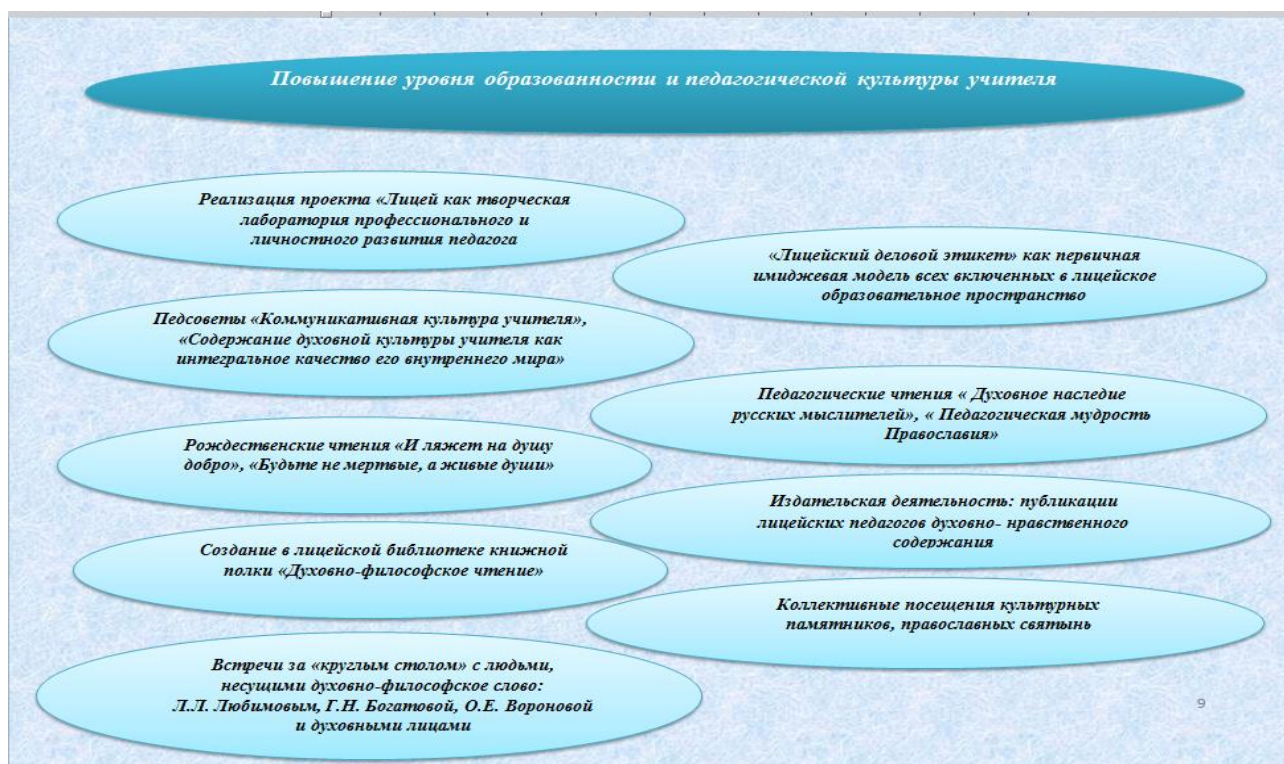 Повышение уровня образованности и педагогической культуры учителя
Реализация проекта «Лицей как творческая
лаборатория профессионального и
личностного развития педагога
«Лицейский деловой этикет» как первичная
имиджевая модель всех включенных в лицейское
образовательное пространство
Педсоветы «Коммуникативная культура учителя»,
«Содержание духовной культуры учителя как
интегральное качество его внутреннего мира»
Педагогические чтения « Духовное наследие
русских мыслителей», « Педагогическая мудрость
Православия»
Рождественские чтения «И ляжет на душу
добро», «Будьте не мертвые, а живые души»
Издательская деятельность: публикации
лицейских педагогов духовно- нравственного
содержания
Создание в лицейской библиотеке книжной
полки «Духовно-философское чтение»
Коллективные посещения культурных
памятников, православных святынь
Встречи за «круглым столом» с людьми,
несущими духовно-философское слово:
Л.Л. Любимовым, Г.Н. Богатовой, О.Е. Вороновой
и духовными лицами
9